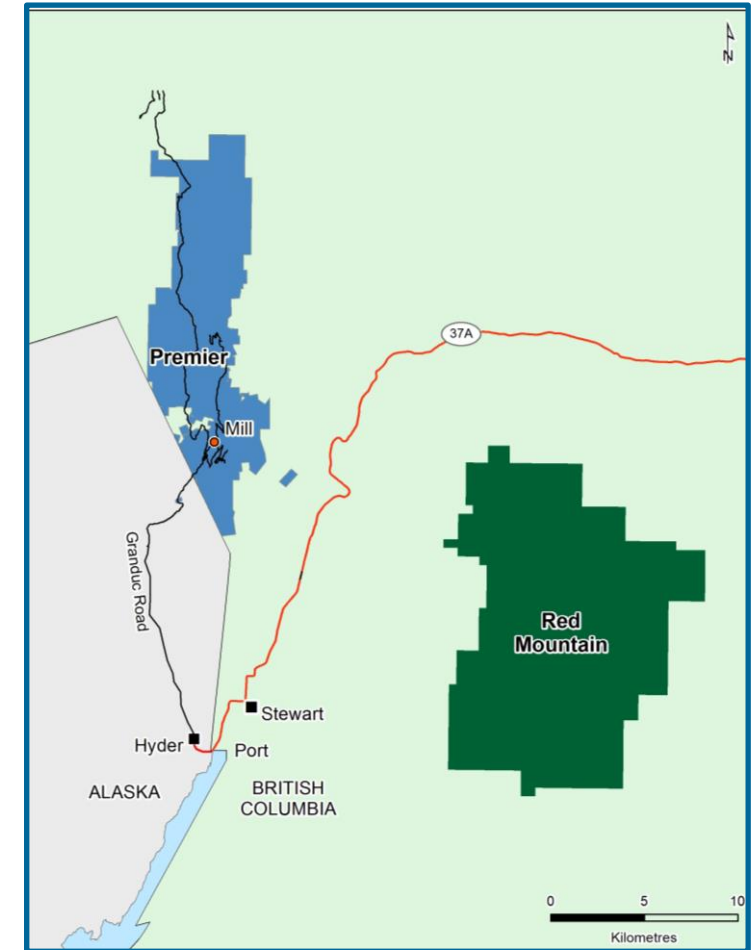 N
37A
Premier
Mill
Granduc Road
Red
Mountain
Stewart
Hyder
Port
ALASKA
BRITISH
COLUMBIA
0 5 10
Kilometres